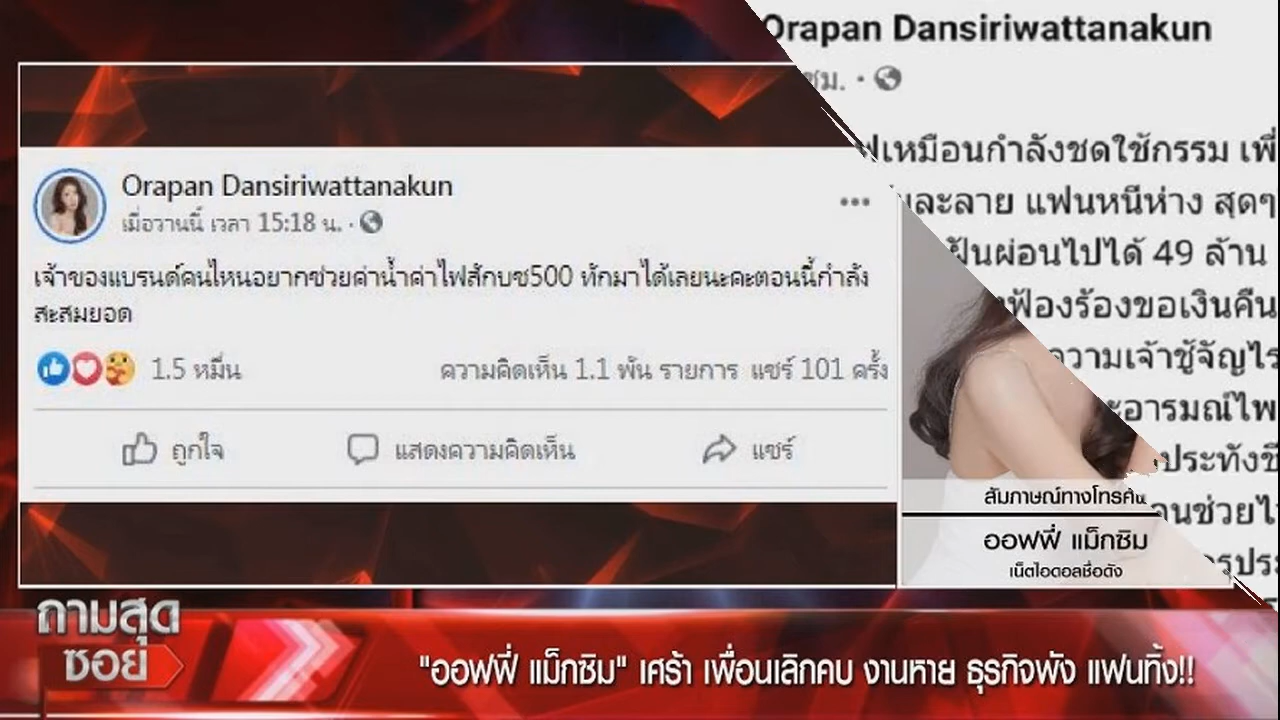 Orapan Dansiriwattanakun
เมื่อวานนี้ เวลา 15:18 น. ·
เจ้าของแบรนด์คนไหนอยากช่วยค่าน้ำค่าไฟสักบช500 ทักมาได้เลยนะคะตอนนี้กำลัง
สะสมยอด
1.5 หมื่น
ความคิดเห็น 1.1 พัน รายการ แชร์ 101 ครั้ง
ถูกใจ
แสดงความคิดเห็น
แชร์
Orapan Dansiriwattanakun
ชม. ·
เหมือนกำลังชดใช้กรรม เพื่
ละลาย แฟนหนีห่าง สุดๆ
ผ่อนไปได้ 49 ล้าน
ฟ้องร้องขอเงินคืน
ความเจ้าชู้จัญไร
อารมณ์ไพ
ประทังชี
คนช่วยไ
สัมภาษณ์ทางโทรศั
ออฟฟี่ แม็กซิม
เน็ตไอดอลชื่อดัง
ถามสุด
ซอย
"ออฟฟี่ แม็กซิม" เศร้า เพื่อนเลิกคบ งานหาย ธุรกิจพัง แฟนทิ้ง!!